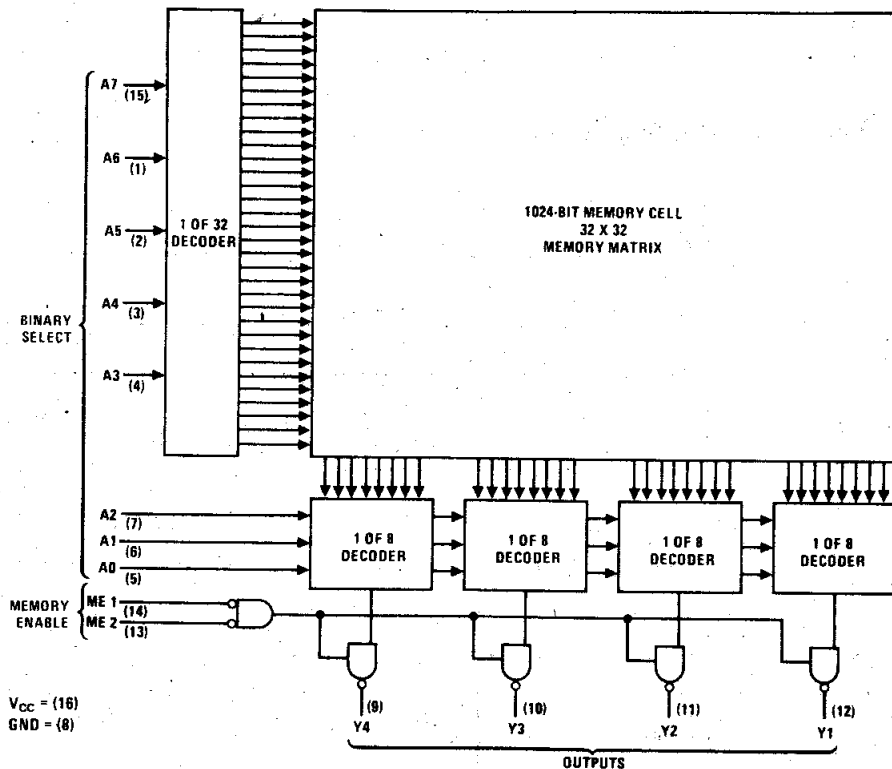 A7
(15)
A6
(1)
1 OF 32
DECODER
A5
(2)
A4
(3)
A3
(4)
BINARY
SELECT
1024-BIT MEMORY CELL
32 X 32
MEMORY MATRIX
A2
(7)
A1
(6)
A0
(5)
1 OF 8
DECODER
1 OF 8
DECODER
1 OF 8
DECODER
1 OF 8
DECODER
MEMORY
ENABLE
ME 1
(14)
ME 2
(13)
VCC = (16)
GND = (8)
(9)
Y4
(10)
Y3
(11)
Y2
(12)
Y1
OUTPUTS